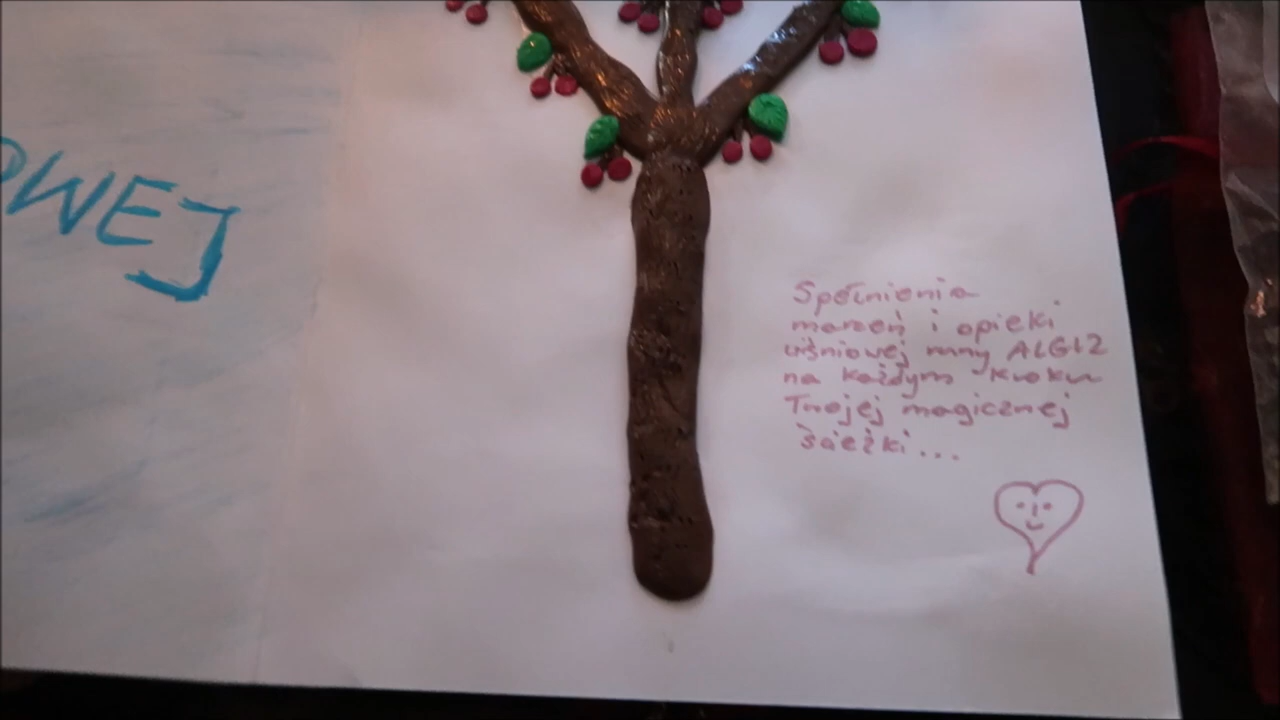 OWEJ
Spełnienia
marzeń i opieki
wiśniowej runy ALGIZ
na każdym kroku
Twojej magicznej
ścieżki...